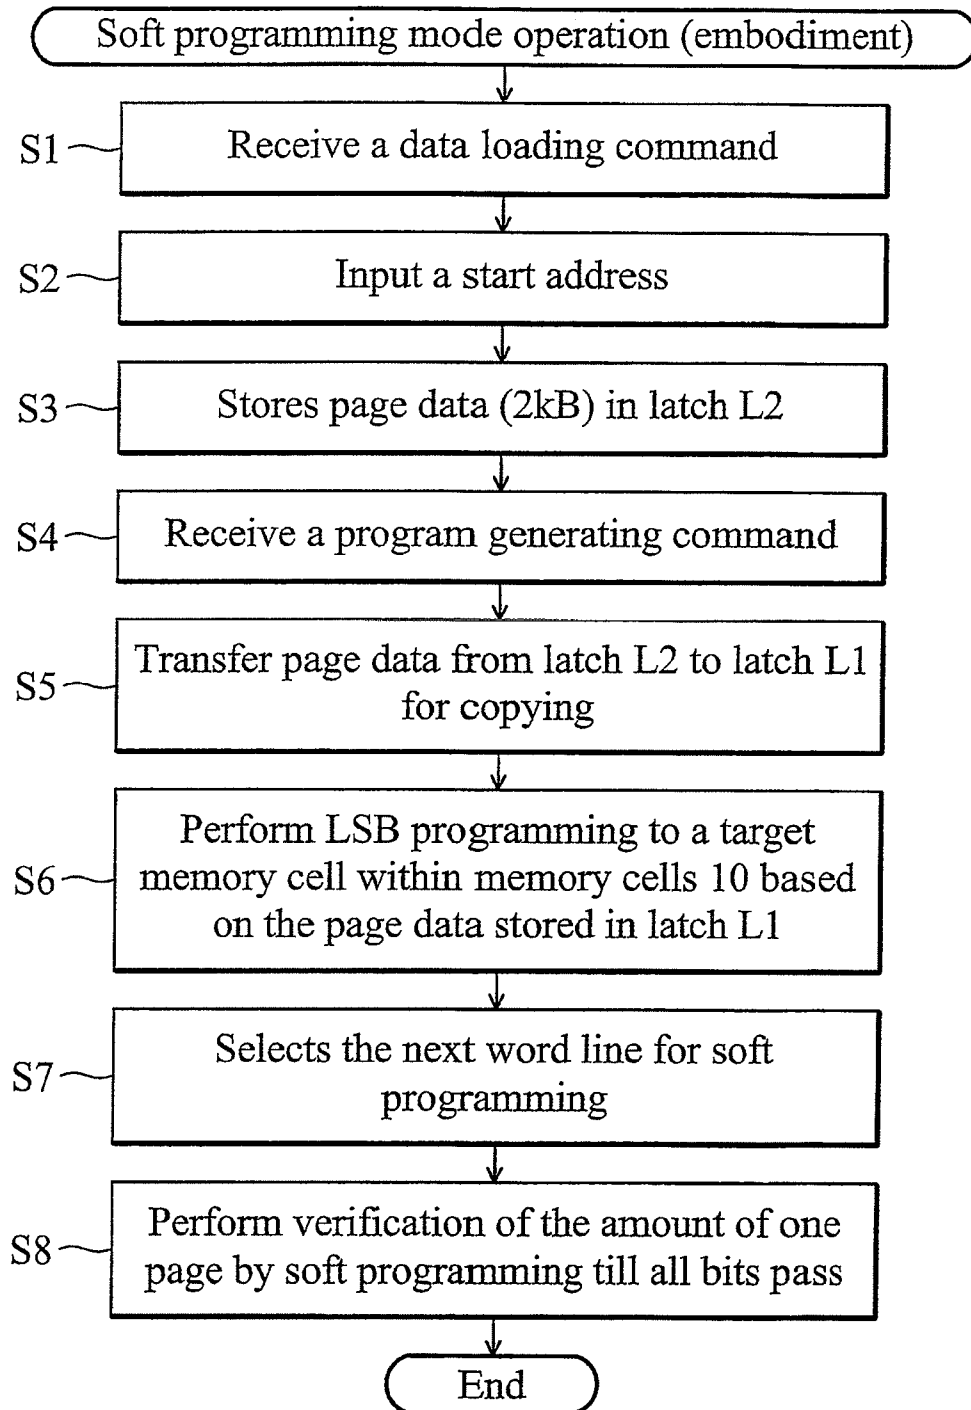 Soft programming mode operation (embodiment)
S1
Receive a data loading command
S2
Input a start address
S3
Stores page data (2kB) in latch L2
S4
Receive a program generating command
S5
Transfer page data from latch L2 to latch L1
for copying
S6
Perform LSB programming to a target
memory cell within memory cells 10 based
on the page data stored in latch L1
S7
Selects the next word line for soft
programming
S8
Perform verification of the amount of one
page by soft programming till all bits pass
End